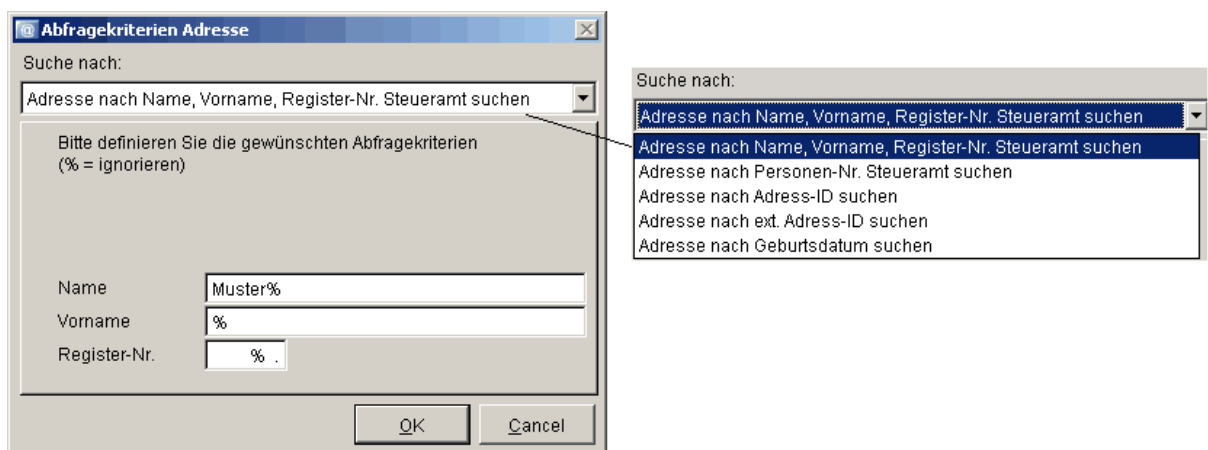 Abfragekriterien Adresse
Suche nach:
Adresse nach Name, Vorname, Register-Nr. Steueramt suchen
Bitte definieren Sie die gewünschten Abfragekriterien
(% = ignorieren)
Name Muster%
Vorname %
Register-Nr. % .
OK Cancel
Suche nach:
Adresse nach Name, Vorname, Register-Nr. Steueramt suchen
Adresse nach Name, Vorname, Register-Nr. Steueramt suchen
Adresse nach Personen-Nr. Steueramt suchen
Adresse nach Adress-ID suchen
Adresse nach ext. Adress-ID suchen
Adresse nach Geburtsdatum suchen